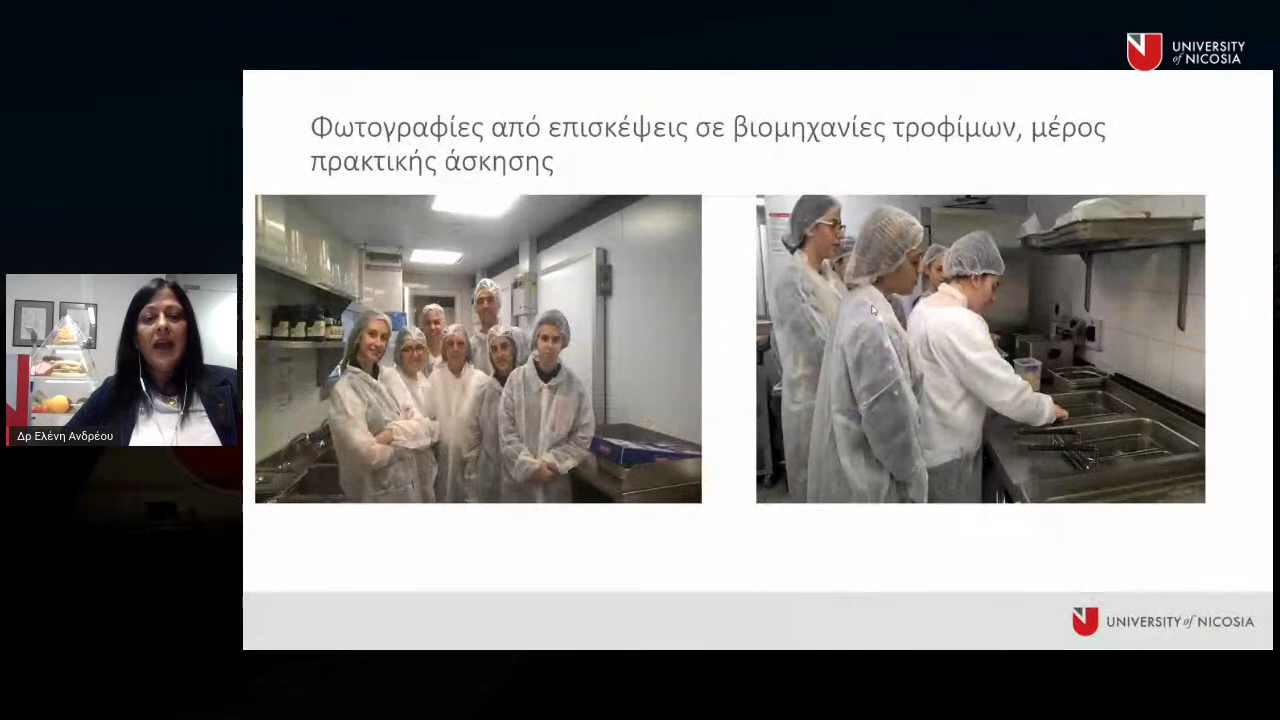 UNIVERSITY
of NICOSIA
Φωτογραφίες από επισκέψεις σε βιομηχανίες τροφίμων, μέρος
πρακτικής άσκησης
Δρ Ελένη Ανδρέου
UNIVERSITY of NICOSIA